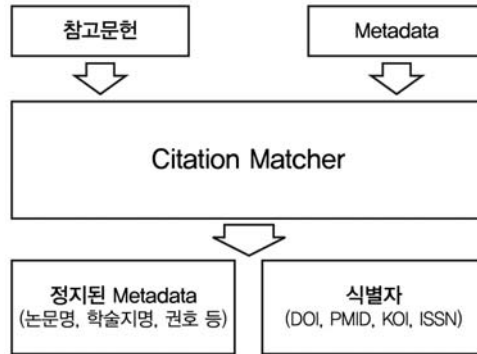 참고문헌
Metadata
Citation Matcher
정지된 Metadata
(논문명, 학술지명, 권호 등)
식별자
(DOI, PMID, KOI, ISSN)